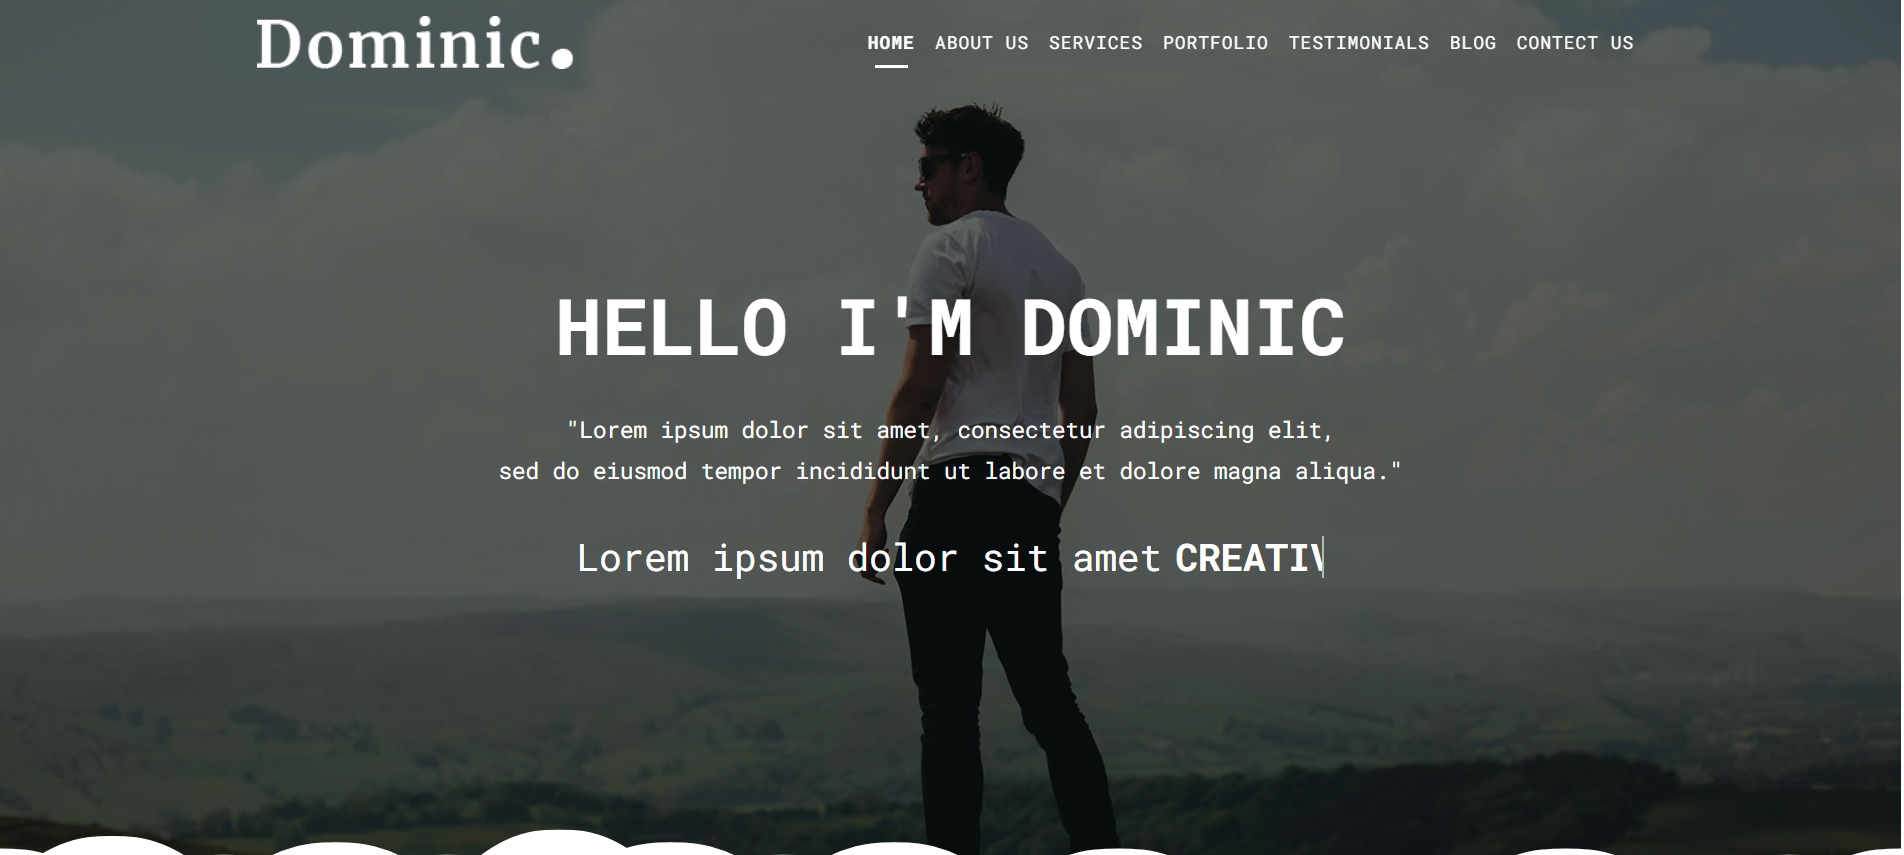 Dominic.
HOME ABOUT US SERVICES PORTFOLIO TESTIMONIALS BLOG CONTACT US
HELLO I'M DOMINIC
"Lorem ipsum dolor sit amet, consectetur adipiscing elit,
sed do eiusmod tempor incididunt ut labore et dolore magna aliqua."
Lorem ipsum dolor sit amet CREATIV